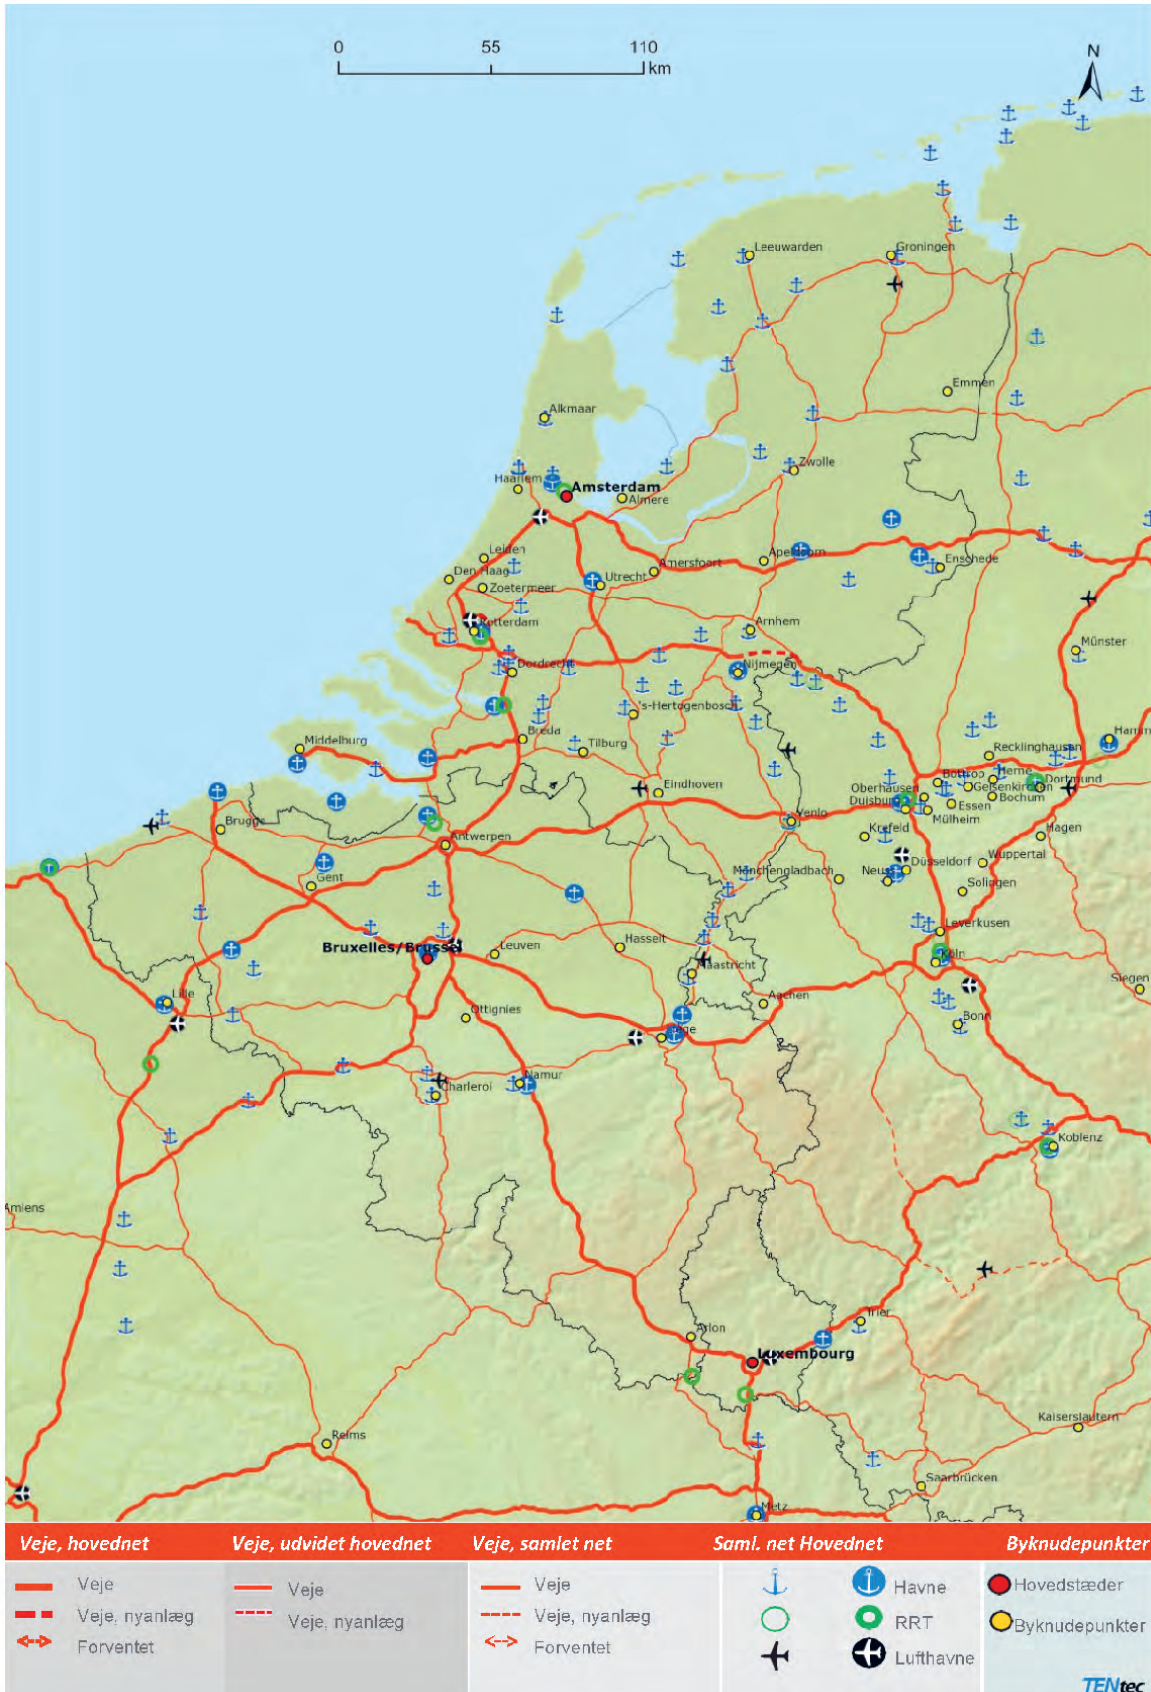 0 55 110
km
N
Leeuwarden
Groningen
Emmen
Alkmaar
Zwolle
Haarlem
Amsterdam
Almere
Leiden
Apeldoorn
Enschede
Den Haag
Utrecht
Amersfoort
Zoetermeer
Rotterdam
Arnhem
Münster
Dordrecht
Nijmegen
's-Hertogenbosch
Middelburg
Breda
Tilburg
Hamm
Recklinghausen
Eindhoven
Bottrop
Herne
Dortmund
Oberhausen
Gelsenkirchen
Duisburg
Essen
Bochum
Brugge
Venlo
Mülheim
Krefeld
Hagen
Antwerpen
Düsseldorf
Wuppertal
Gent
Mönchengladbach
Neuss
Solingen
Leverkusen
Bruxelles/Brussel
Leuven
Hasselt
Köln
Maastricht
Siegen
Lille
Aachen
Ottignies
Bonn
Liège
Charleroi
Namur
Koblenz
Amiens
Trier
Arlon
Luxembourg
Kaiserslautern
Reims
Saarbrücken
Metz
Veje, hovednet Veje, udvidet hovednet Veje, samlet net Saml. net Hovednet Byknudepunkter
Veje Veje Veje Havne Hovedstæder
Veje, nyanlæg Veje, nyanlæg Veje, nyanlæg RRT Byknudepunkter
Forventet Forventet Lufthavne
TENtec